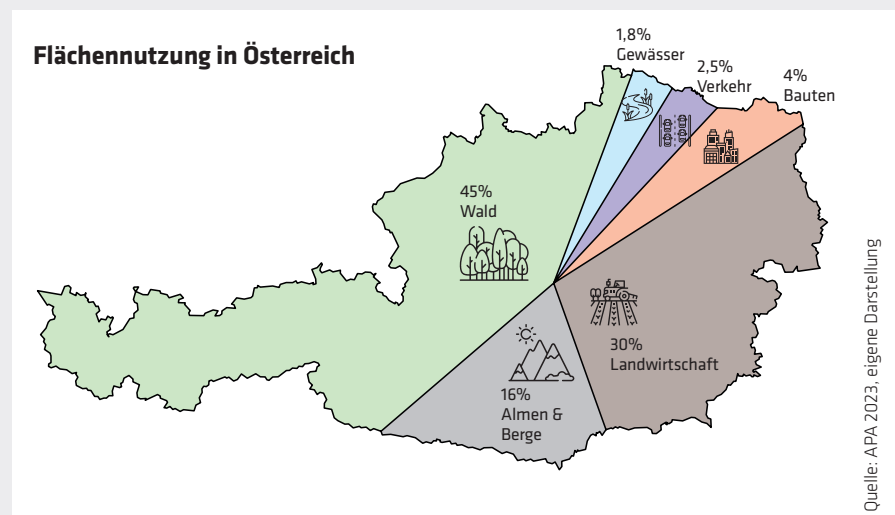 Flächennutzung in Österreich
1,8%
Gewässer
2,5%
Verkehr
4%
Bauten
45%
Wald
30%
Landwirtschaft
16%
Almen &
Berge
Quelle: APA 2023, eigene Darstellung